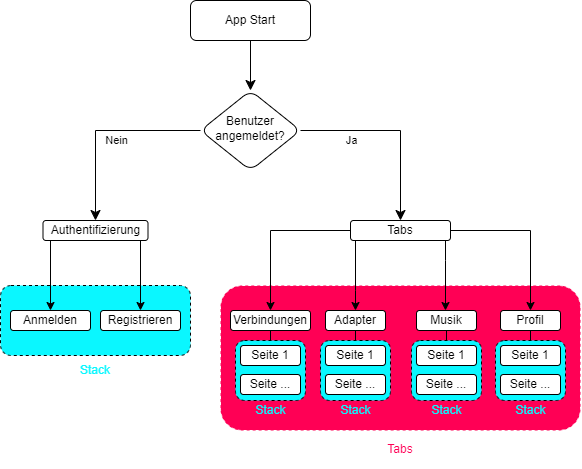 App Start
Benutzer
angemeldet?
Nein
Ja
Authentifizierung
Tabs
Anmelden
Registrieren
Stack
Verbindungen
Adapter
Musik
Profil
Seite 1
Seite 1
Seite 1
Seite 1
Seite ...
Seite ...
Seite ...
Seite ...
Stack
Stack
Stack
Stack
Tabs